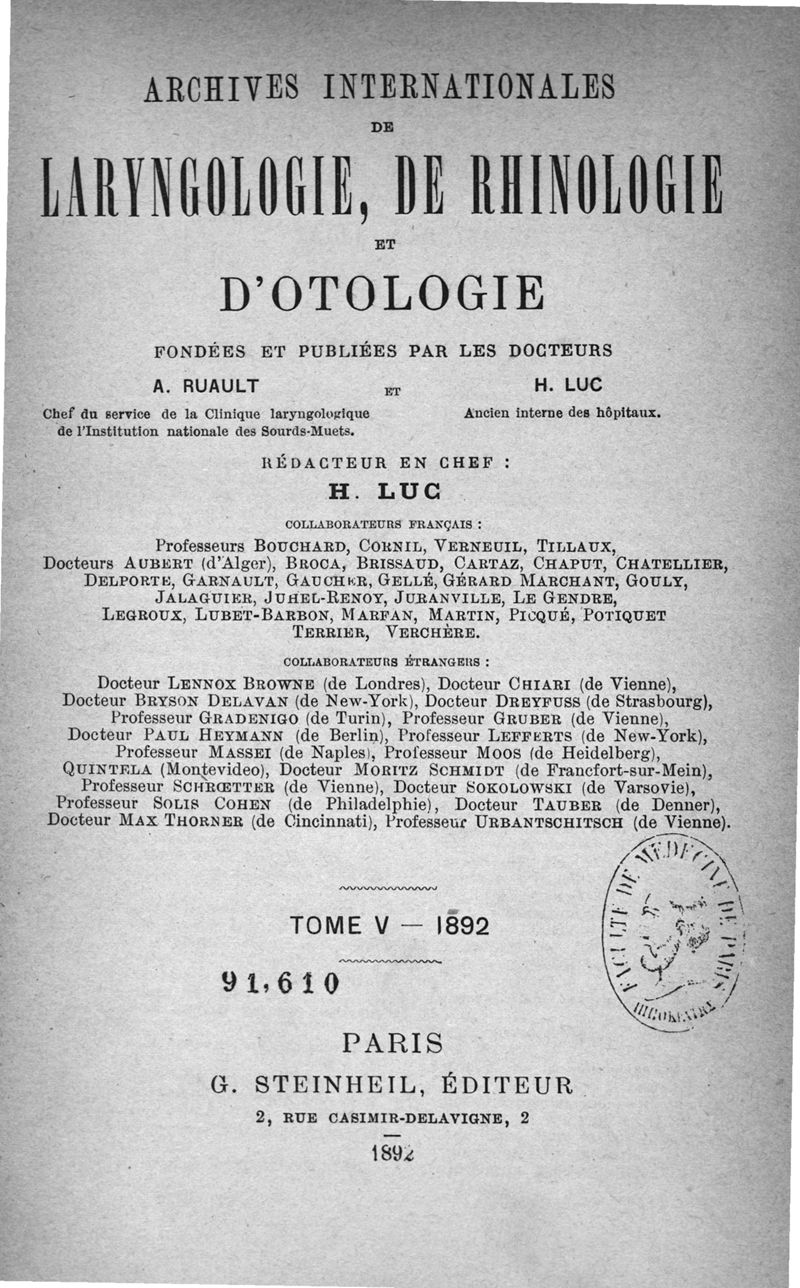 ARCHIVES INTERNATIONALES
DE
LARYNGOLOGIE, DE RHINOLOGIE
ET
D'OTOLOGIE
FONDÉES ET PUBLIÉES PAR LES DOCTEURS
A. RUAULT ET H. LUC
Chef du service de la Clinique laryngologique Ancien interne des hôpitaux.
de l'Institution nationale des Sourds-Muets.
RÉDACTEUR EN CHEF :
H. LUC
COLLABORATEURS FRANÇAIS :
Professeurs BOUCHARD, CORNIL, VERNEUIL, TILLAUX,
Docteurs AUBERT (d'Alger), BROCA, BRISSAUD, CARTAZ, CHAPUT, CHATELLIER,
DELPORTE, GARNAULT, GAUCHER, GELLÉ, GÉRARD MARCHANT, GOULY,
JALAGUIER, JUHEL-RENOY, JURANVILLE, LE GENDRE,
LEGROUX, LUBET-BARBON, MARFAN, MARTIN, PICQUÉ, POTIQUET
TERRIER, VERCHÈRE.
COLLABORATEURS ÉTRANGERS :
Docteur LENNOX BROWNE (de Londres), Docteur CHIARI (de Vienne),
Docteur BRYSON DELAVAN (de New-York), Docteur DREYFUSS (de Strasbourg),
Professeur GRADENIGO (de Turin), Professeur GRUBER (de Vienne),
Docteur PAUL HEYMANN (de Berlin), Professeur LEFFERTS (de New-York),
Professeur MASSEI (de Naples), Professeur MOOS (de Heidelberg),
QUINTELA (Montevideo), Docteur MORITZ SCHMIDT (de Francfort-sur-Mein),
Professeur SCHRŒTTER (de Vienne), Docteur SOKOLOWSKI (de Varsovie),
Professeur SOLIS COHEN (de Philadelphie), Docteur TAUBER (de Denner),
Docteur MAX THORNER (de Cincinnati), Professeur URBANTSCHITSCH (de Vienne).
FACULTE DE MÉDECINE DE PARIS
TOME V — 1892
91,610
PARIS
G. STEINHEIL, ÉDITEUR
2, RUE CASIMIR-DELAVIGNE, 2
1892